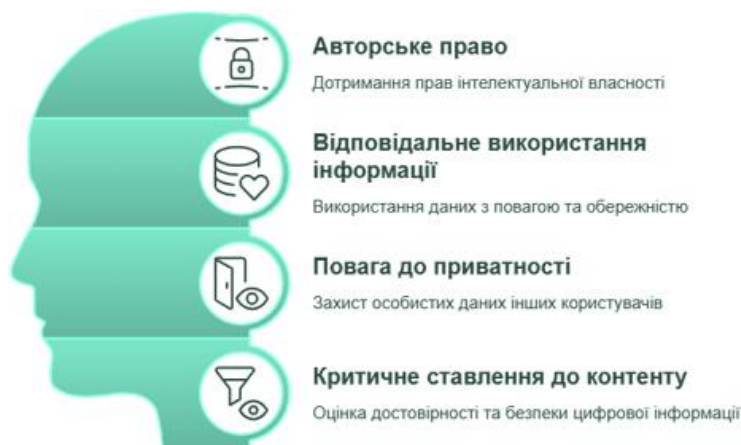 Авторське право
Дотримання прав інтелектуальної власності
Відповідальне використання
інформації
Використання даних з повагою та обережністю
Повага до приватності
Захист особистих даних інших користувачів
Критичне ставлення до контенту
Оцінка достовірності та безпеки цифрової інформації